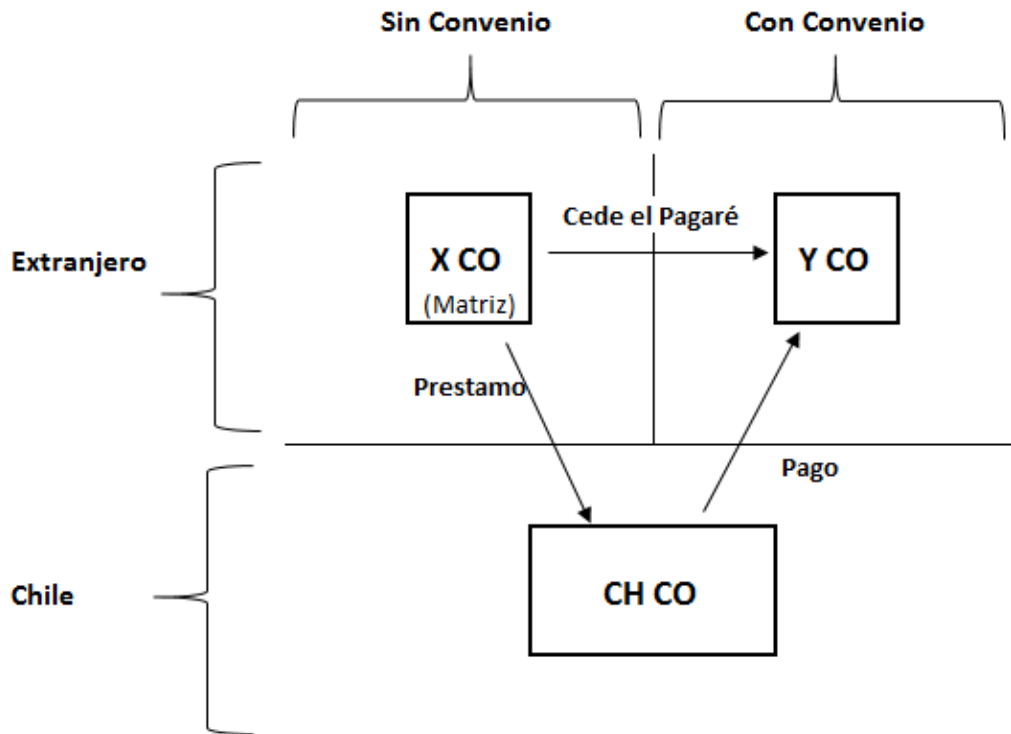 Sin Convenio
Con Convenio
Extranjero
X CO
(Matriz)
Cede el Pagaré
Y CO
Prestamo
Pago
Chile
CH CO